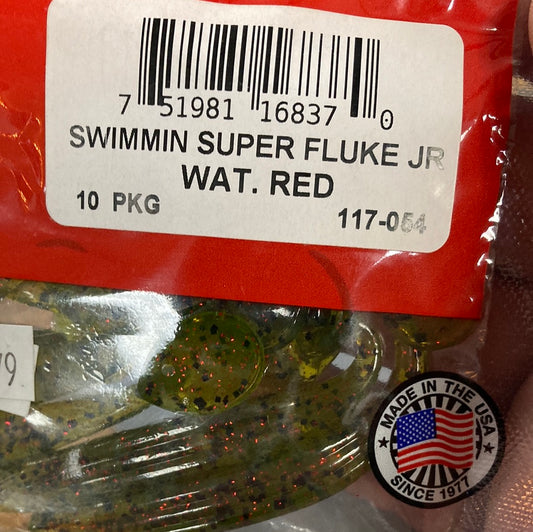 7 51981 16837 0
SWIMMIN SUPER FLUKE JR
WAT. RED
10 PKG 117-054
9
MADE IN THE USA
SINCE 1977